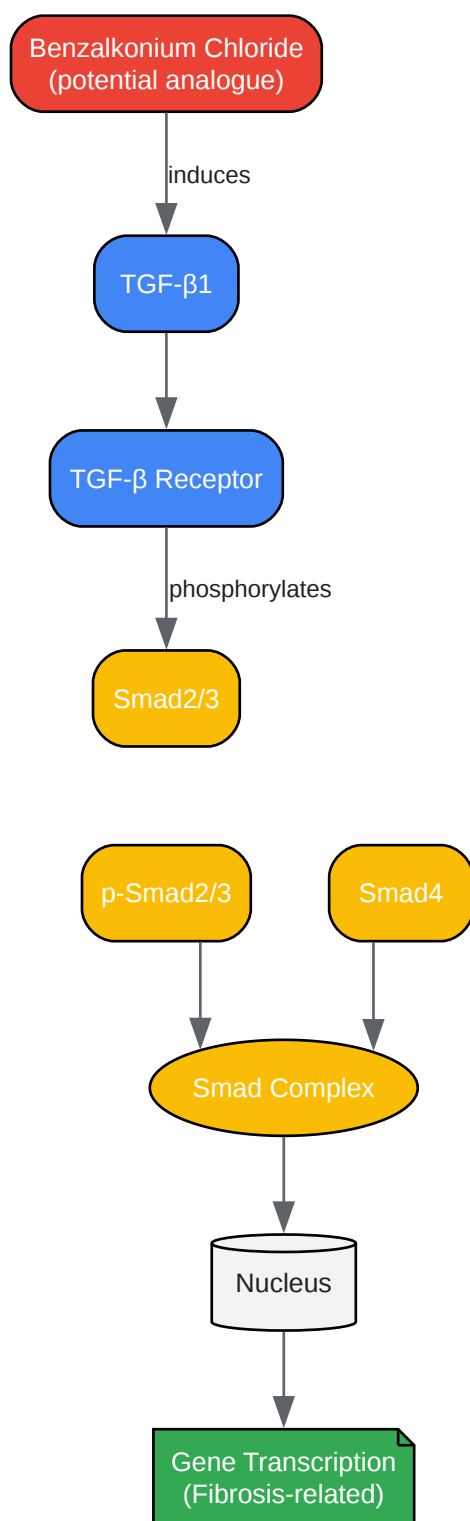 Benzalkonium Chloride
(potential analogue)
induces
TGF-β1
TGF-β Receptor
phosphorylates
Smad2/3
p-Smad2/3
Smad4
Smad Complex
Nucleus
Gene Transcription
(Fibrosis-related)